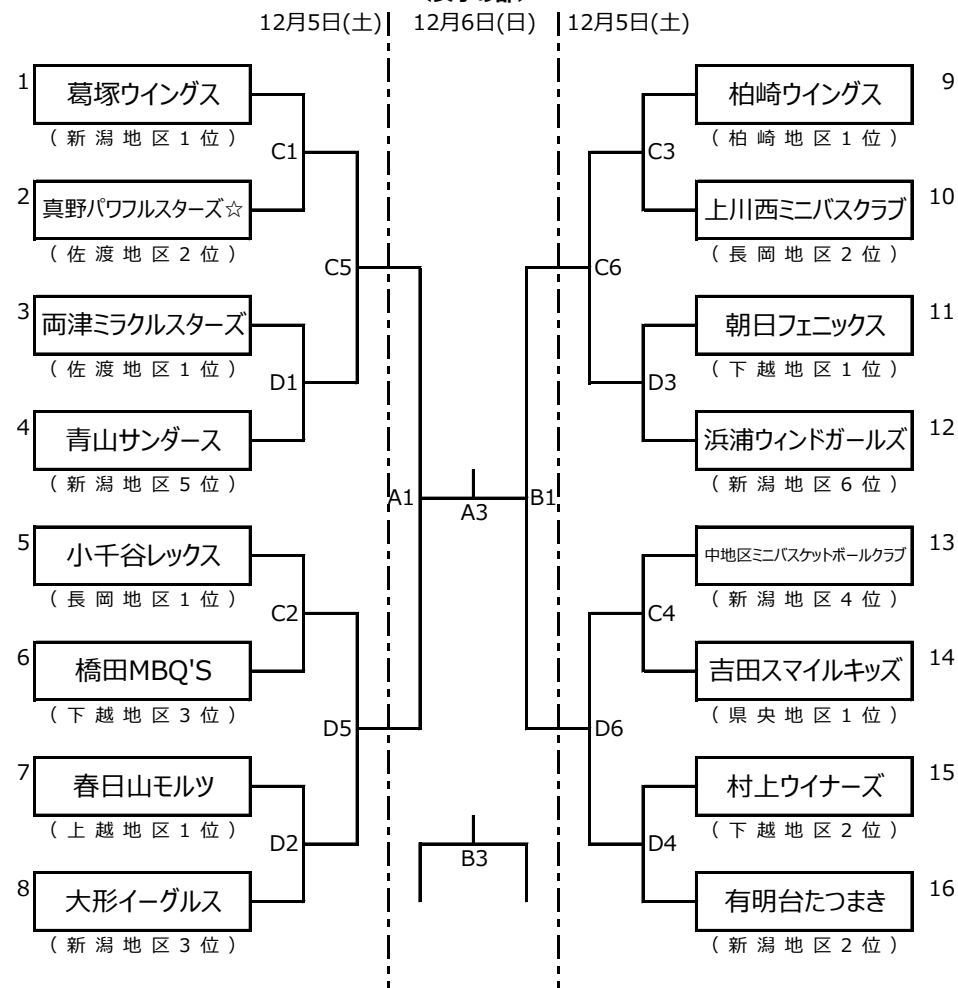 12月5日(土)
12月6日(日)
12月5日(土)
1
葛塚ウイングス
(新潟地区1位)
C1
2
真野パワフルスターズ☆
(佐渡地区2位)
C5
3
両津ミラクルスターズ
(佐渡地区1位)
D1
4
青山サンダース
(新潟地区5位)
A1
5
小千谷レックス
(長岡地区1位)
C2
6
橋田MBQ'S
(下越地区3位)
D5
7
春日山モルツ
(上越地区1位)
D2
8
大形イーグルス
(新潟地区3位)
A3
B3
9
柏崎ウイングス
(柏崎地区1位)
C3
10
上川西ミニバスクラブ
(長岡地区2位)
C6
11
朝日フェニックス
(下越地区1位)
D3
12
浜浦ウィンドガールズ
(新潟地区6位)
B1
13
中地区ミニバスケットボールクラブ
(新潟地区4位)
C4
14
吉田スマイルキッズ
(県央地区1位)
D6
15
村上ウイナーズ
(下越地区2位)
D4
16
有明台たつまき
(新潟地区2位)